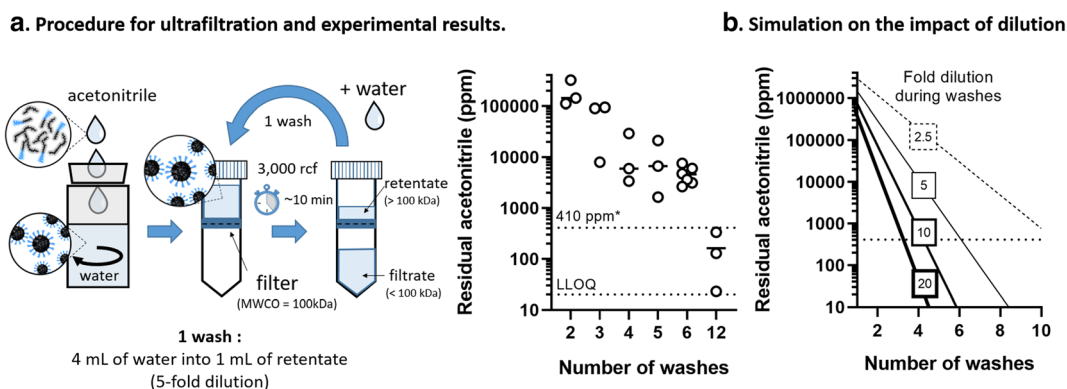 a. Procedure for ultrafiltration and experimental results.
acetonitrile
water
1 wash
+ water
3,000 rcf
~10 min
retentate
(> 100 kDa)
filter
(MWCO = 100kDa)
filtrate
(< 100 kDa)
1 wash :
4 mL of water into 1 mL of retentate
(5-fold dilution)
Residual acetonitrile (ppm)
100000
10000
1000
100
10
410 ppm*
LLOQ
2 3 4 5 6 12
Number of washes
b. Simulation on the impact of dilution
Residual acetonitrile (ppm)
1000000
100000
10000
1000
100
10
Fold dilution
during washes
2.5
5
10
20
2 4 6 8 10
Number of washes